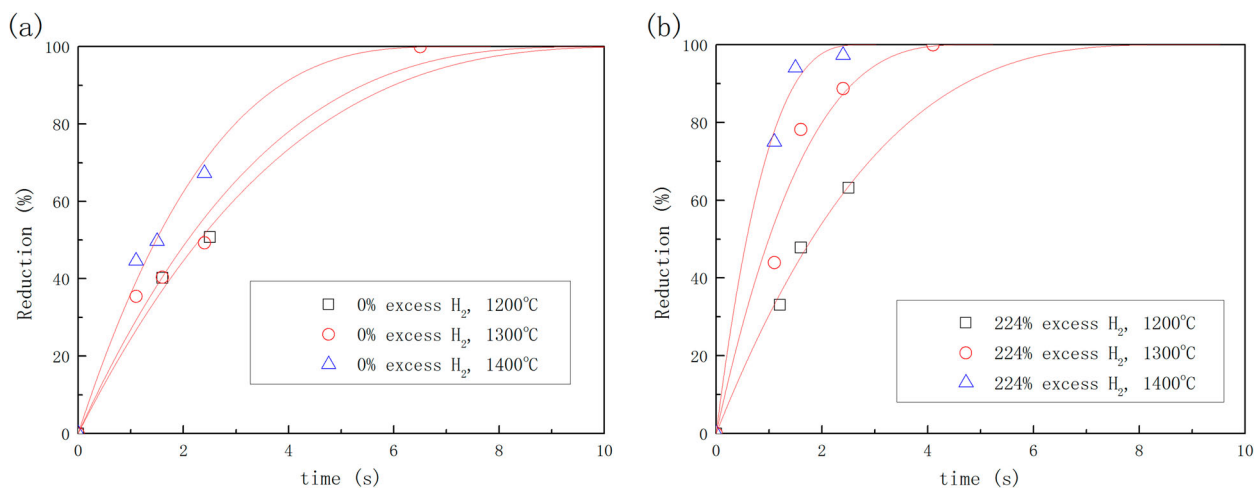 (a)
100
80
60
40
20
0
Reduction (%)
0% excess H₂, 1200°C
0% excess H₂, 1300°C
0% excess H₂, 1400°C
0 2 4 6 8 10
time (s)
(b)
100
80
60
40
20
0
Reduction (%)
224% excess H₂, 1200°C
224% excess H₂, 1300°C
224% excess H₂, 1400°C
0 2 4 6 8 10
time (s)